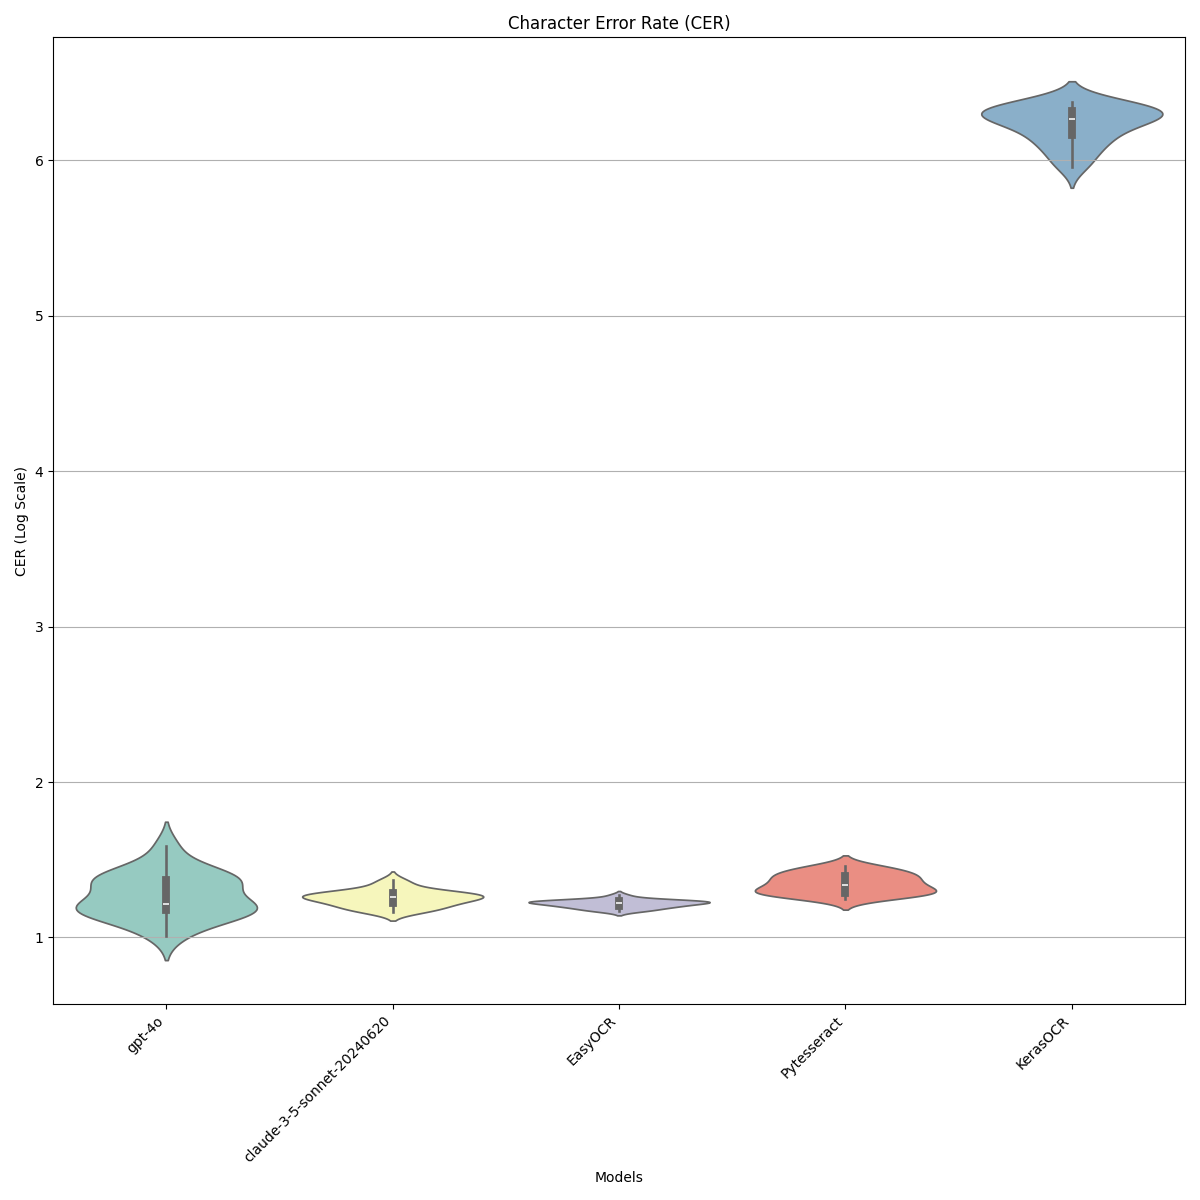 Character Error Rate (CER)
6
5
4
3
2
1
CER (Log Scale)
gpt-4o
claude-3-5-sonnet-20240620
EasyOCR
Pytesseract
KerasOCR
Models